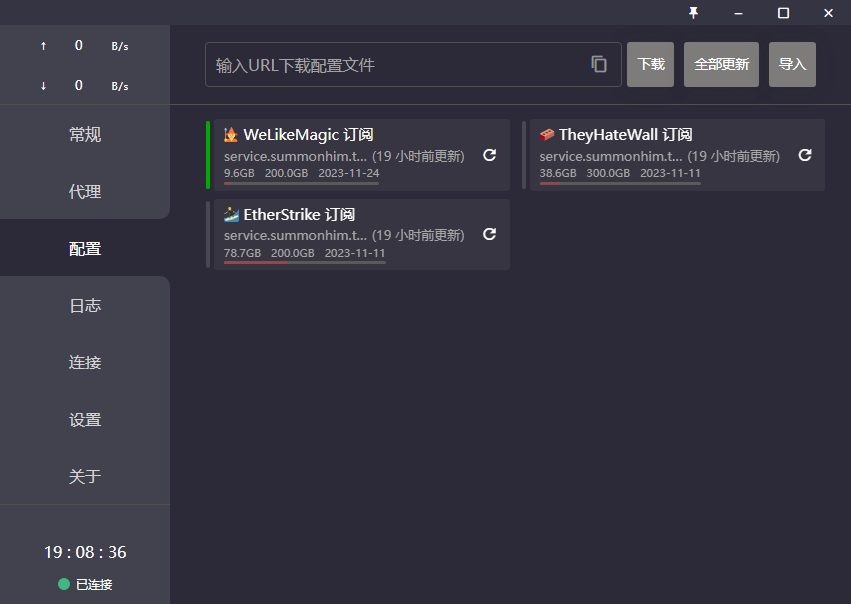 ↑ 0 B/s
↓ 0 B/s
常规
代理
配置
日志
连接
设置
关于
19 : 08 : 36
已连接
输入URL下载配置文件
下载
全部更新
导入
WeLikeMagic 订阅
service.summonhim.t... (19 小时前更新)
9.6GB 200.0GB 2023-11-24
TheyHateWall 订阅
service.summonhim.t... (19 小时前更新)
38.6GB 300.0GB 2023-11-11
EtherStrike 订阅
service.summonhim.t... (19 小时前更新)
78.7GB 200.0GB 2023-11-11